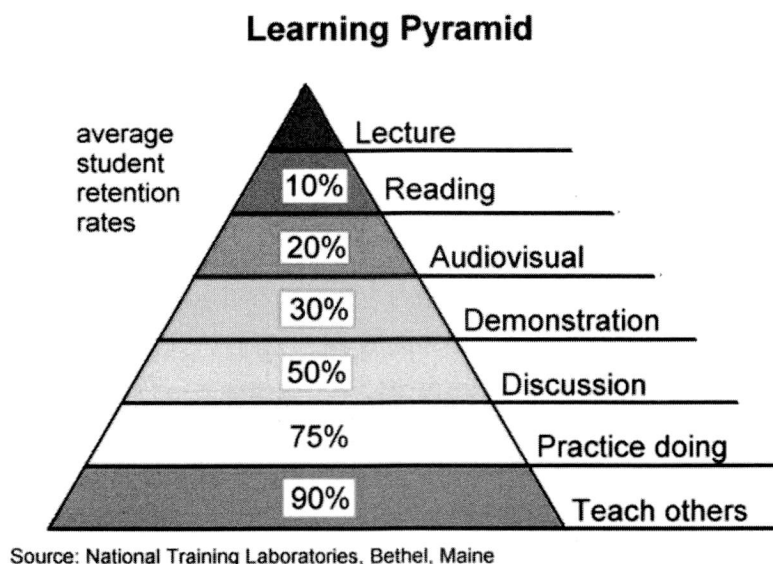 Learning Pyramid
average
student
retention
rates
Lecture
10% Reading
20% Audiovisual
30% Demonstration
50% Discussion
75% Practice doing
90% Teach others
Source: National Training Laboratories, Bethel, Maine